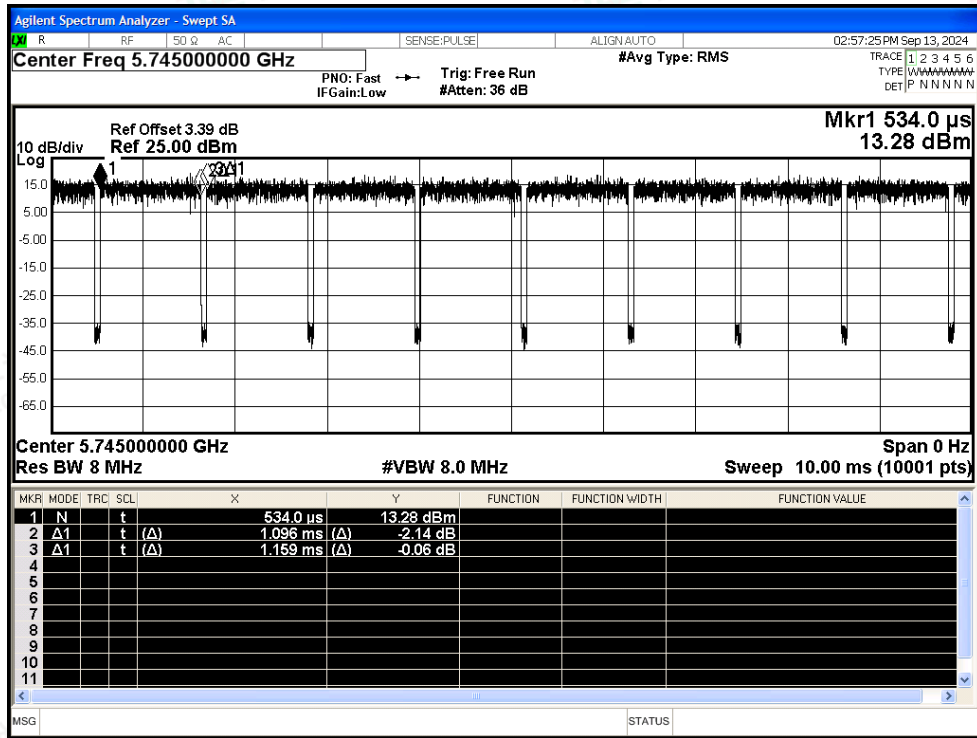 Agilent Spectrum Analyzer - Swept SA
LXI R RF 50 Ω AC SENSE:PULSE ALIGN AUTO 02:57:25 PM Sep 13, 2024
Center Freq 5.745000000 GHz
PNO: Fast
IFGain:Low
Trig: Free Run
#Atten: 36 dB
#Avg Type: RMS
TRACE 1 2 3 4 5 6
TYPE
DET P N N N N N
Mkr1 534.0 µs
13.28 dBm
Ref Offset 3.39 dB
10 dB/div Ref 25.00 dBm
Log
1
15.0
5.00
-5.00
-15.0
-25.0
-35.0
-45.0
-55.0
-65.0
Center 5.745000000 GHz Span 0 Hz
Res BW 8 MHz #VBW 8.0 MHz Sweep 10.00 ms (10001 pts)
MKR MODE TRC SCL X Y FUNCTION FUNCTION WIDTH FUNCTION VALUE
1 N t 534.0 µs 13.28 dBm
2 Δ1 t (Δ) 1.096 ms (Δ) -2.14 dB
3 Δ1 t (Δ) 1.159 ms (Δ) -0.06 dB
4
5
6
7
8
9
10
11
MSG STATUS